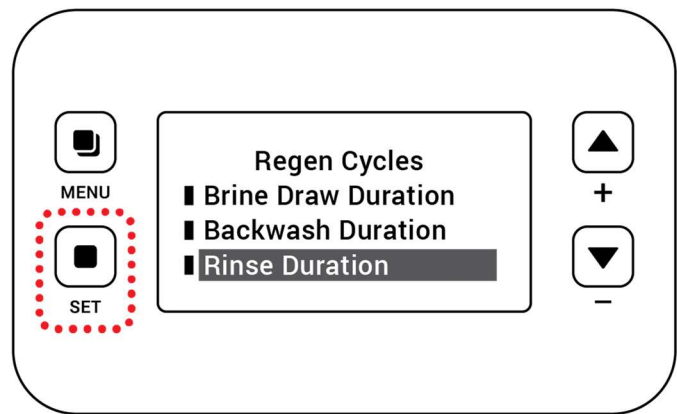 MENU
SET
Regen Cycles
Brine Draw Duration
Backwash Duration
Rinse Duration
+
−